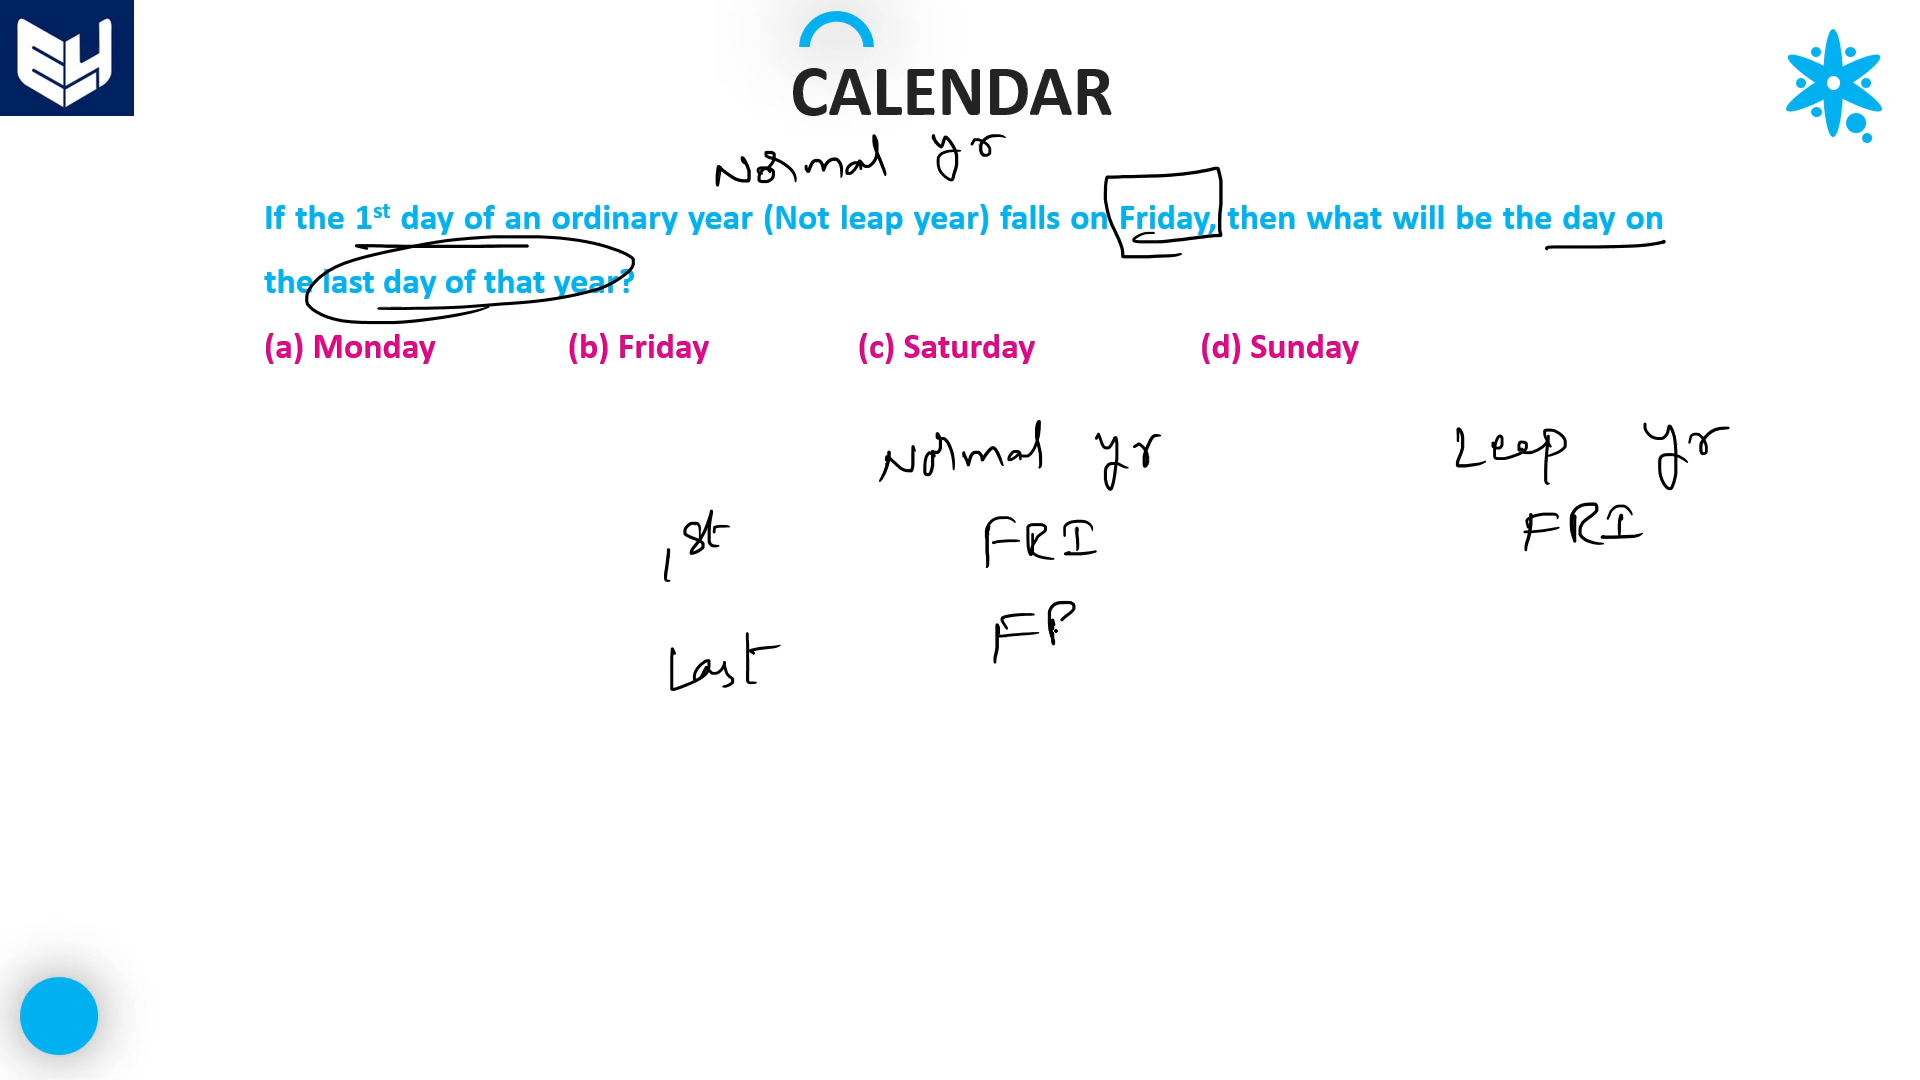 CALENDAR
Normal yr
If the 1st day of an ordinary year (Not leap year) falls on Friday, then what will be the day on
the last day of that year?
(a) Monday (b) Friday (c) Saturday (d) Sunday
Normal yr Leap yr
1st FRI FRI
Last FR